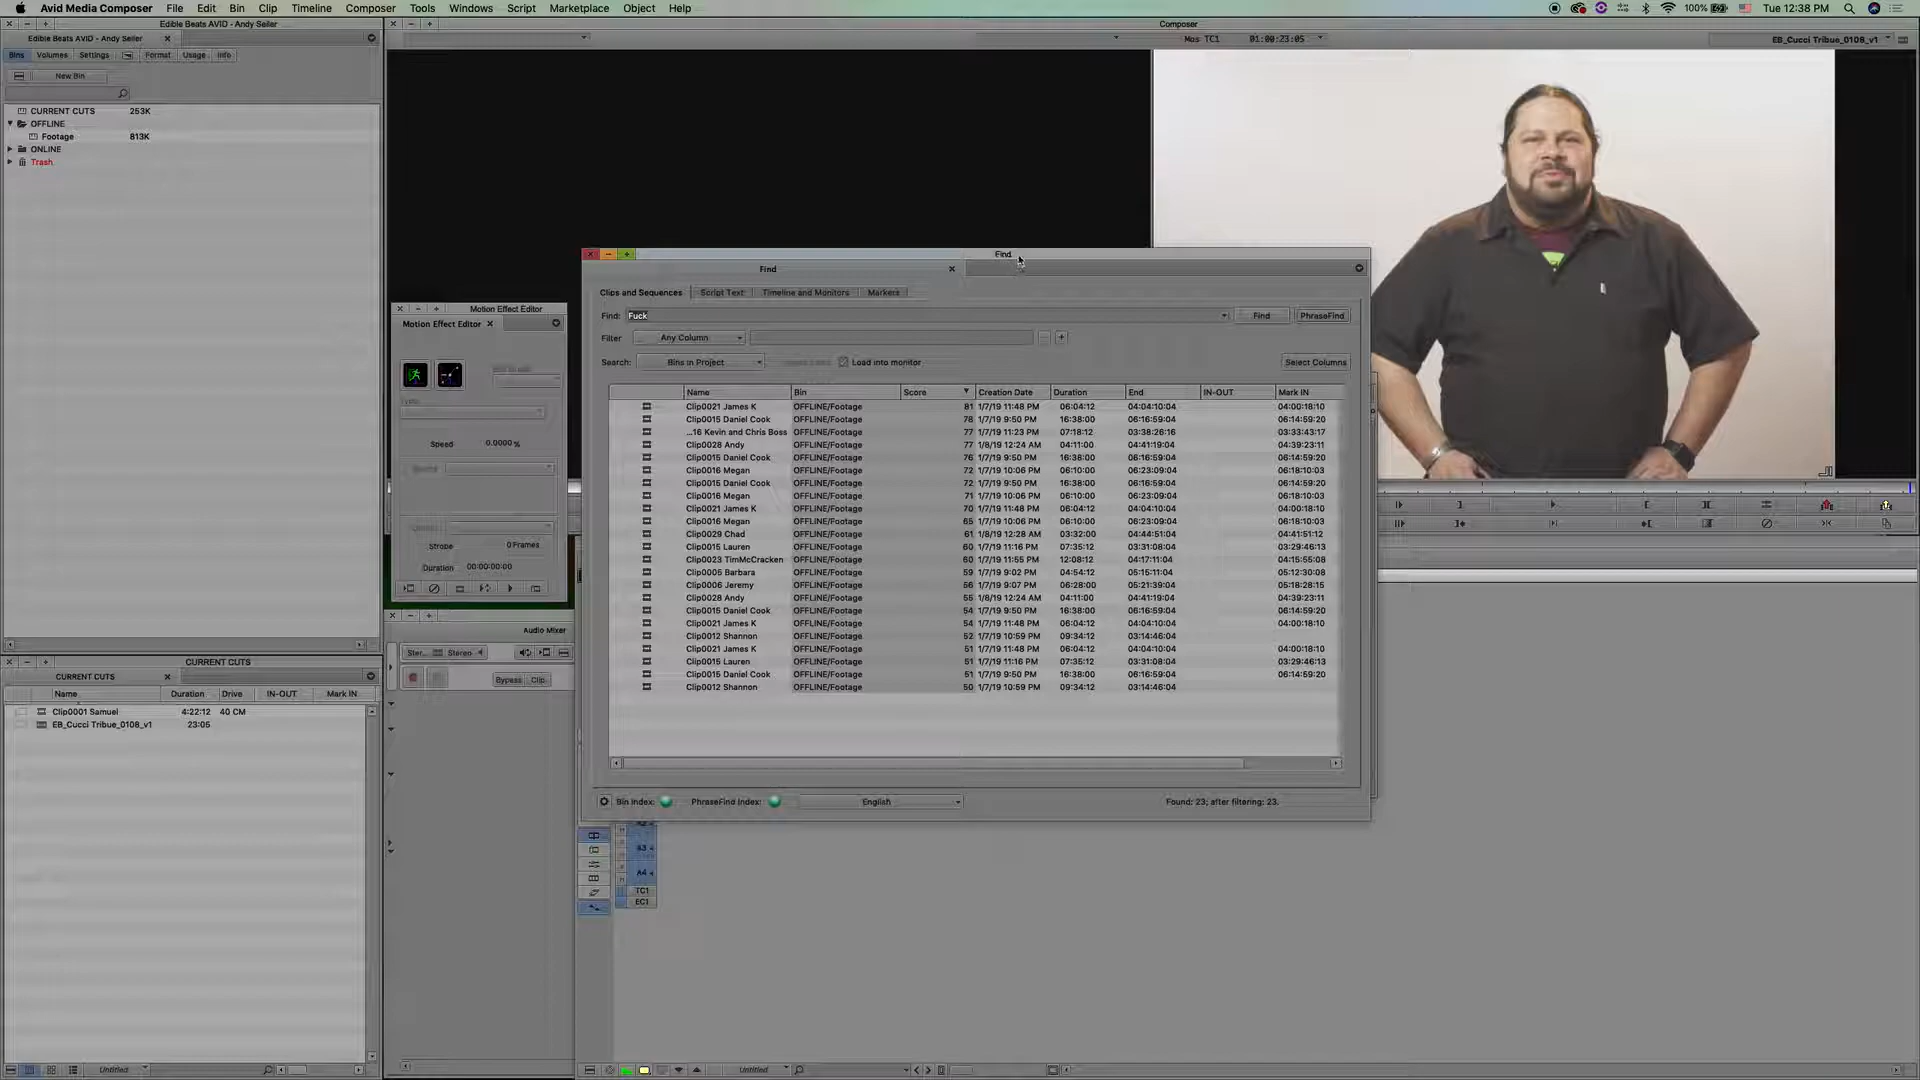 Avid Media Composer File Edit Bin Clip Timeline Composer Tools Windows Script Marketplace Object Help 100% Tue 12:38 PM
Edible Beats AVID - Andy Seiler
Composer
Edible Beats AVID - Andy Seiler
Mos TC1 01:00:23:05
EB_Cucci Tribue_0108_v1
Bins Volumes Settings Format Usage Info
New Bin
CURRENT CUTS 253K
OFFLINE
Footage 813K
ONLINE
Trash
Find
Find
Clips and Sequences Script Text Timeline and Monitors Markers
Find: Fuck Find PhraseFind
Filter Any Column
Search: Bins in Project Load into monitor Select Columns
Name Bin Score Creation Date Duration End IN-OUT Mark IN
Clip0021 James K OFFLINE/Footage 81 1/7/19 11:48 PM 06:04:12 04:04:10:04 04:00:18:10
Clip0015 Daniel Cook OFFLINE/Footage 78 1/7/19 9:50 PM 16:38:00 06:16:59:04 06:14:59:20
...16 Kevin and Chris Boss OFFLINE/Footage 77 1/7/19 11:23 PM 07:18:12 03:38:26:16 03:33:43:17
Clip0028 Andy OFFLINE/Footage 77 1/8/19 12:24 AM 04:11:00 04:41:19:04 04:39:23:11
Clip0015 Daniel Cook OFFLINE/Footage 76 1/7/19 9:50 PM 16:38:00 06:16:59:04 06:14:59:20
Clip0016 Megan OFFLINE/Footage 72 1/7/19 10:06 PM 06:10:00 06:23:09:04 06:18:10:03
Clip0015 Daniel Cook OFFLINE/Footage 72 1/7/19 9:50 PM 16:38:00 06:16:59:04 06:14:59:20
Clip0016 Megan OFFLINE/Footage 71 1/7/19 10:06 PM 06:10:00 06:23:09:04 06:18:10:03
Clip0021 James K OFFLINE/Footage 70 1/7/19 11:48 PM 06:04:12 04:04:10:04 04:00:18:10
Clip0016 Megan OFFLINE/Footage 65 1/7/19 10:06 PM 06:10:00 06:23:09:04 06:18:10:03
Clip0029 Chad OFFLINE/Footage 61 1/8/19 12:28 AM 03:32:00 04:44:51:04 04:41:51:12
Clip0015 Lauren OFFLINE/Footage 60 1/7/19 11:16 PM 07:35:12 03:31:08:04 03:29:46:13
Clip0023 TimMcCracken OFFLINE/Footage 60 1/7/19 11:55 PM 12:08:12 04:17:11:04 04:15:55:08
Clip0005 Barbara OFFLINE/Footage 59 1/7/19 9:02 PM 04:54:12 05:15:11:04 05:12:30:08
Clip0006 Jeremy OFFLINE/Footage 56 1/7/19 9:07 PM 06:28:00 05:21:39:04 05:18:28:15
Clip0028 Andy OFFLINE/Footage 55 1/8/19 12:24 AM 04:11:00 04:41:19:04 04:39:23:11
Clip0015 Daniel Cook OFFLINE/Footage 54 1/7/19 9:50 PM 16:38:00 06:16:59:04 06:14:59:20
Clip0021 James K OFFLINE/Footage 54 1/7/19 11:48 PM 06:04:12 04:04:10:04 04:00:18:10
Clip0012 Shannon OFFLINE/Footage 52 1/7/19 10:59 PM 09:34:12 03:14:46:04
Clip0021 James K OFFLINE/Footage 51 1/7/19 11:48 PM 06:04:12 04:04:10:04 04:00:18:10
Clip0015 Lauren OFFLINE/Footage 51 1/7/19 11:16 PM 07:35:12 03:31:08:04 03:29:46:13
Clip0015 Daniel Cook OFFLINE/Footage 51 1/7/19 9:50 PM 16:38:00 06:16:59:04 06:14:59:20
Clip0012 Shannon OFFLINE/Footage 50 1/7/19 10:59 PM 09:34:12 03:14:46:04
Bin Index: PhraseFind Index: English Found: 23; after filtering: 23.
Motion Effect Editor
Motion Effect Editor
Speed 0.0000 %
Strobe 0 Frames
Duration 00:00:00:00
Audio Mixer
Ster... Stereo
Bypass Clip
CURRENT CUTS
CURRENT CUTS
Name Duration Drive IN-OUT Mark IN
Clip0001 Samuel 4:22:12 40 CM
EB_Cucci Tribue_0108_v1 23:05
A3
A4
TC1
EC1
Untitled
Untitled